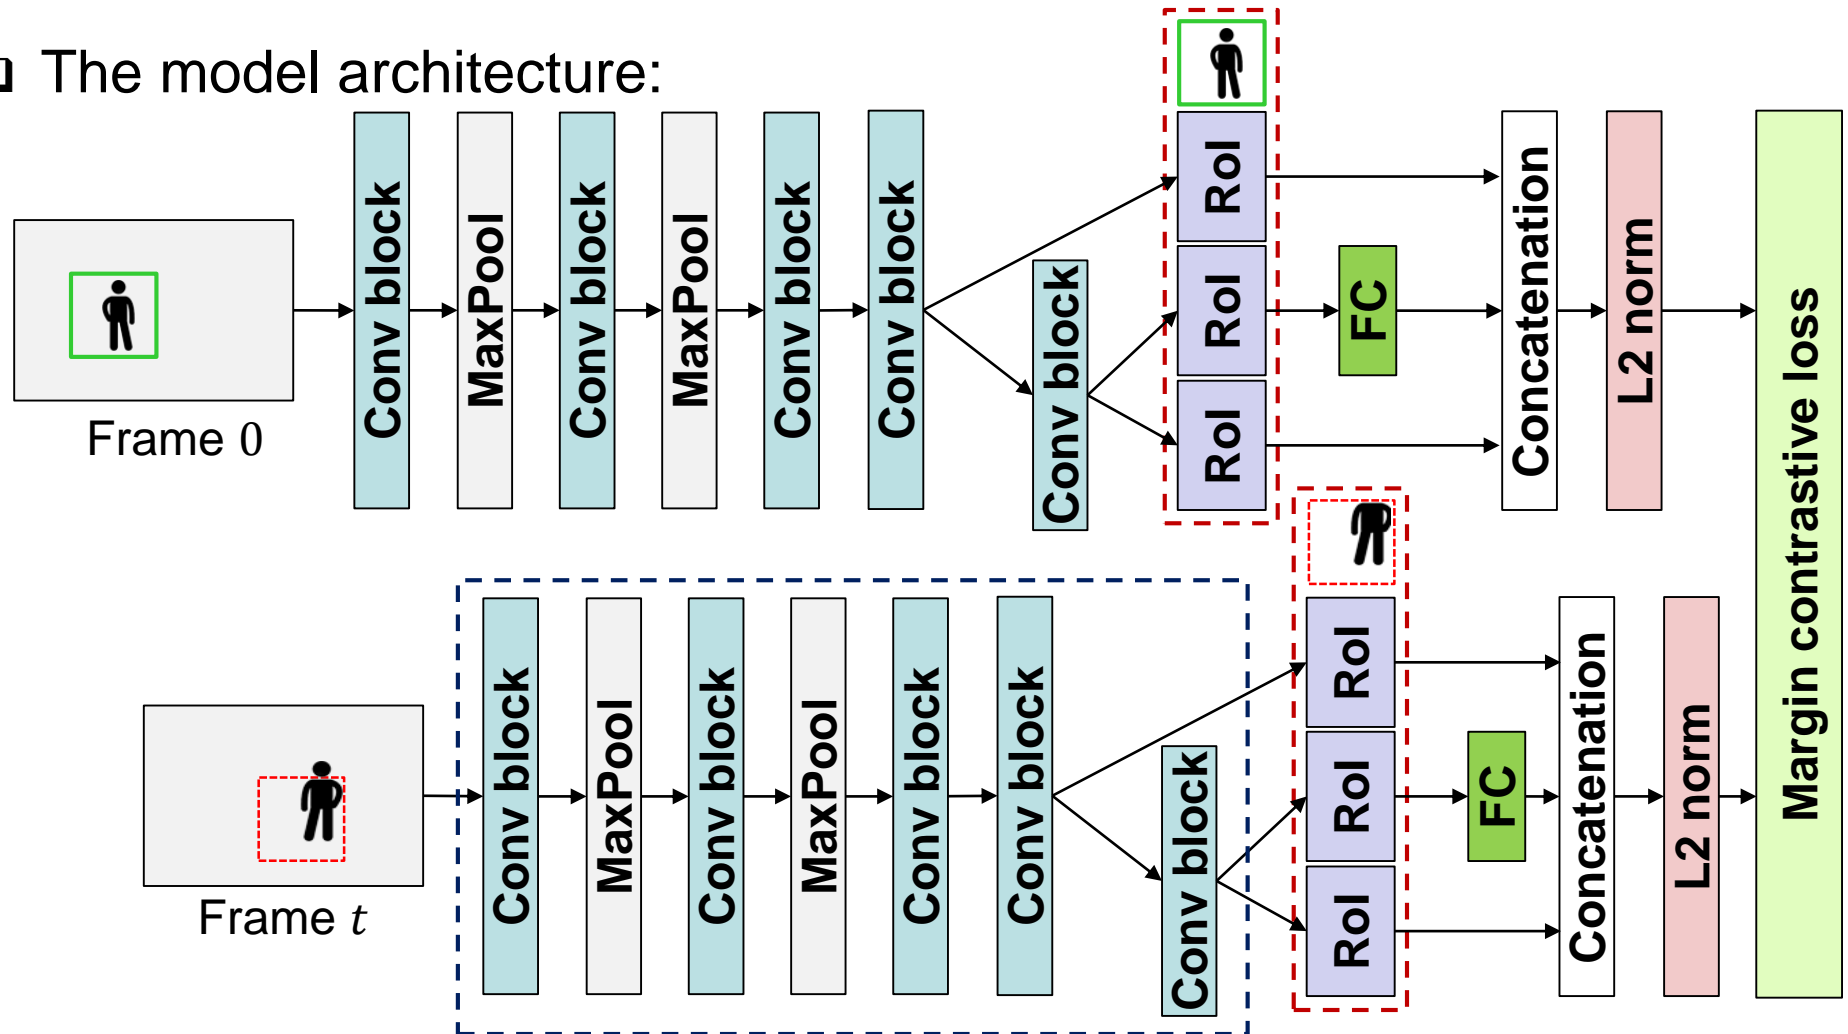 The model architecture:
Frame 0
Conv block
MaxPool
Conv block
MaxPool
Conv block
Conv block
Conv block
RoI
RoI
RoI
FC
Concatenation
L2 norm
Margin contrastive loss
Frame t
Conv block
MaxPool
Conv block
MaxPool
Conv block
Conv block
Conv block
RoI
RoI
RoI
FC
Concatenation
L2 norm